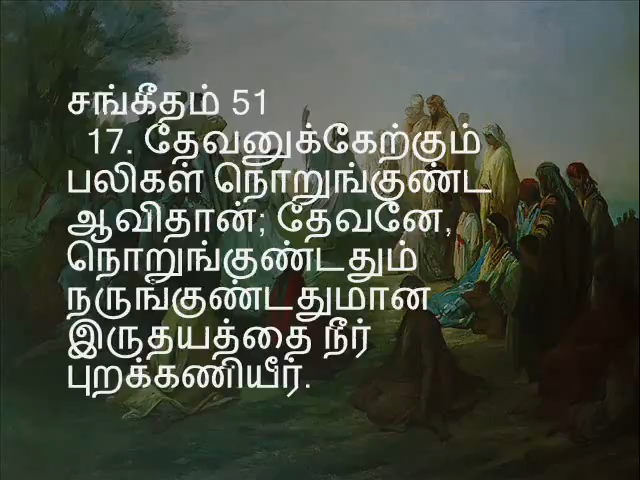 சங்கீதம் 51
17. தேவனுக்கேற்கும்
பலிகள் நொறுங்குண்ட
ஆவிதான்; தேவனே,
நொறுங்குண்டதும்
நருங்குண்டதுமான
இருதயத்தை நீர்
புறக்கணியீர்.